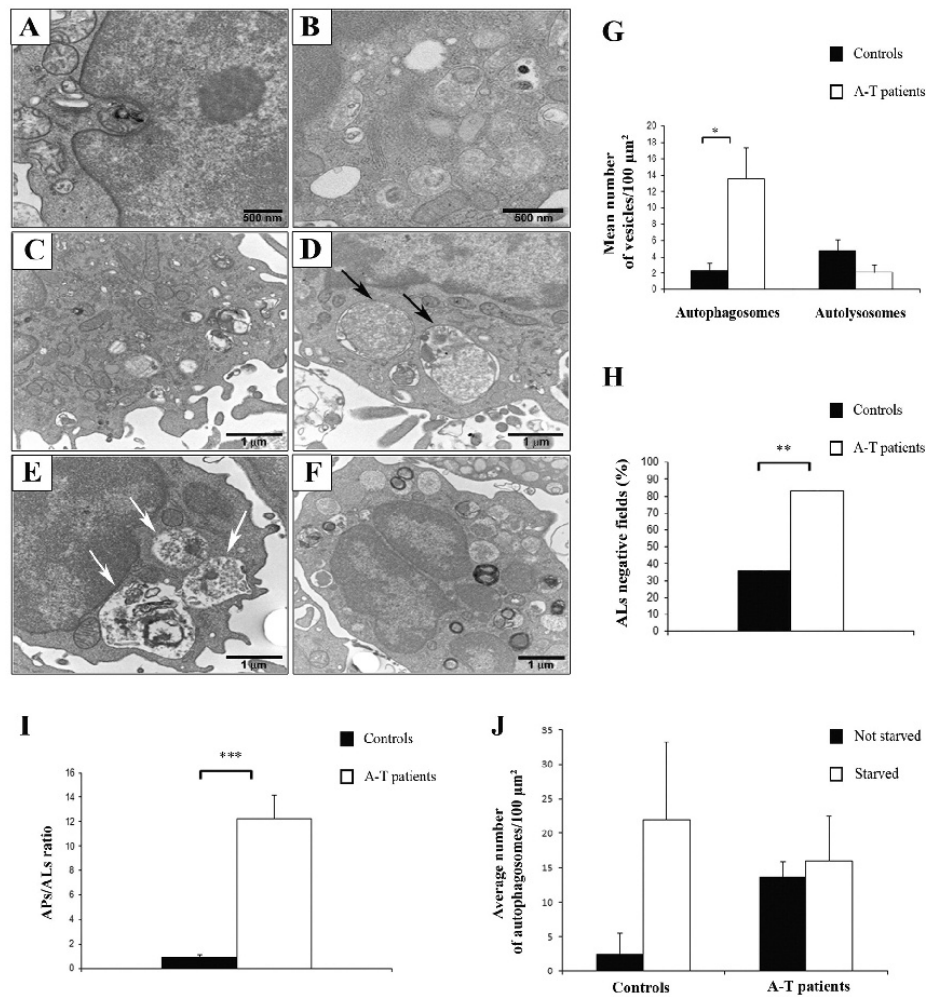 A
500 nm
B
500 nm
C
1 µm
D
1 µm
E
1 µm
F
1 µm
G
Controls
A-T patients
Mean number
of vesicles/100 µm²
20
18
16
14
12
10
8
6
4
2
0
*
Autophagosomes
Autolysosomes
H
Controls
A-T patients
ALs negative fields (%)
100
90
80
70
60
50
40
30
20
10
0
**
I
Controls
A-T patients
APs/ALs ratio
16
14
12
10
8
6
4
2
0
***
J
Not starved
Starved
Average number
of autophagosomes/100 µm²
35
30
25
20
15
10
5
0
Controls
A-T patients